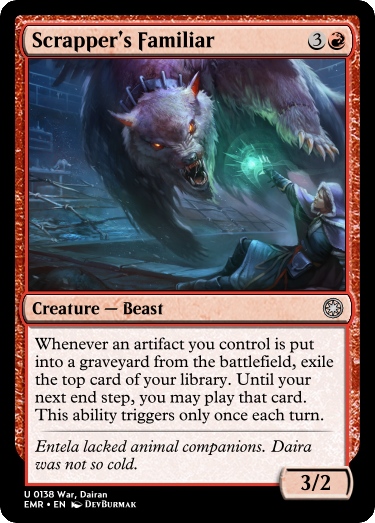 Scrapper's Familiar 3
Creature — Beast
Whenever an artifact you control is put
into a graveyard from the battlefield, exile
the top card of your library. Until your
next end step, you may play that card.
This ability triggers only once each turn.
Entela lacked animal companions. Daira
was not so cold.
3/2
U 0138 War, Dairan
EMR • EN DevBurmak